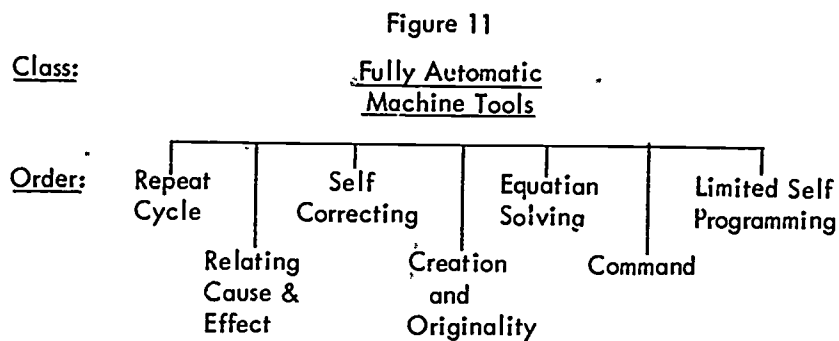 Figure 11
Class:
Fully Automatic
Machine Tools
Order:
Repeat
Cycle
Relating
Cause &
Effect
Self
Correcting
Creation
and
Originality
Equatian
Solving
Command
Limited Self
Programming